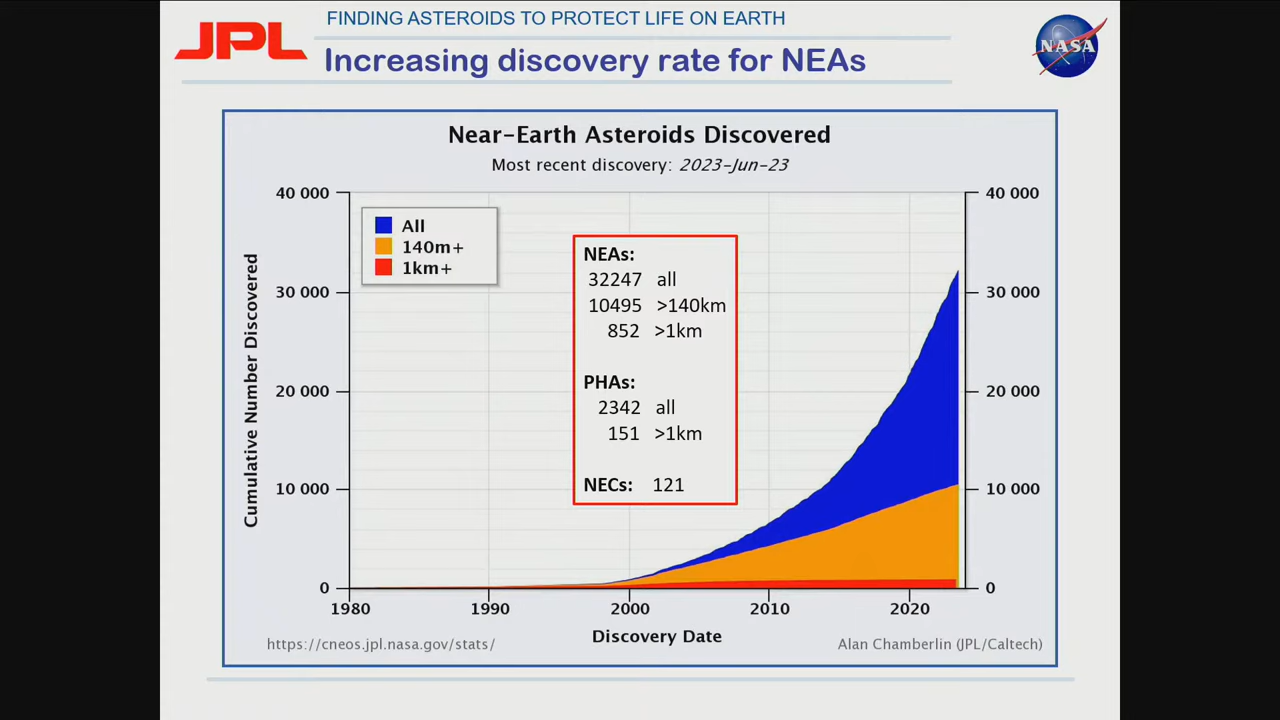 FINDING ASTEROIDS TO PROTECT LIFE ON EARTH
JPL
NASA
Increasing discovery rate for NEAs
Near-Earth Asteroids Discovered
Most recent discovery: 2023-Jun-23
40 000
40 000
All
140m+
1km+
NEAs:
32247 all
10495 >140km
852 >1km
PHAs:
2342 all
151 >1km
NECs: 121
30 000
30 000
20 000
20 000
10 000
10 000
0
0
Cumulative Number Discovered
1980
1990
2000
2010
2020
Discovery Date
https://cneos.jpl.nasa.gov/stats/
Alan Chamberlin (JPL/Caltech)